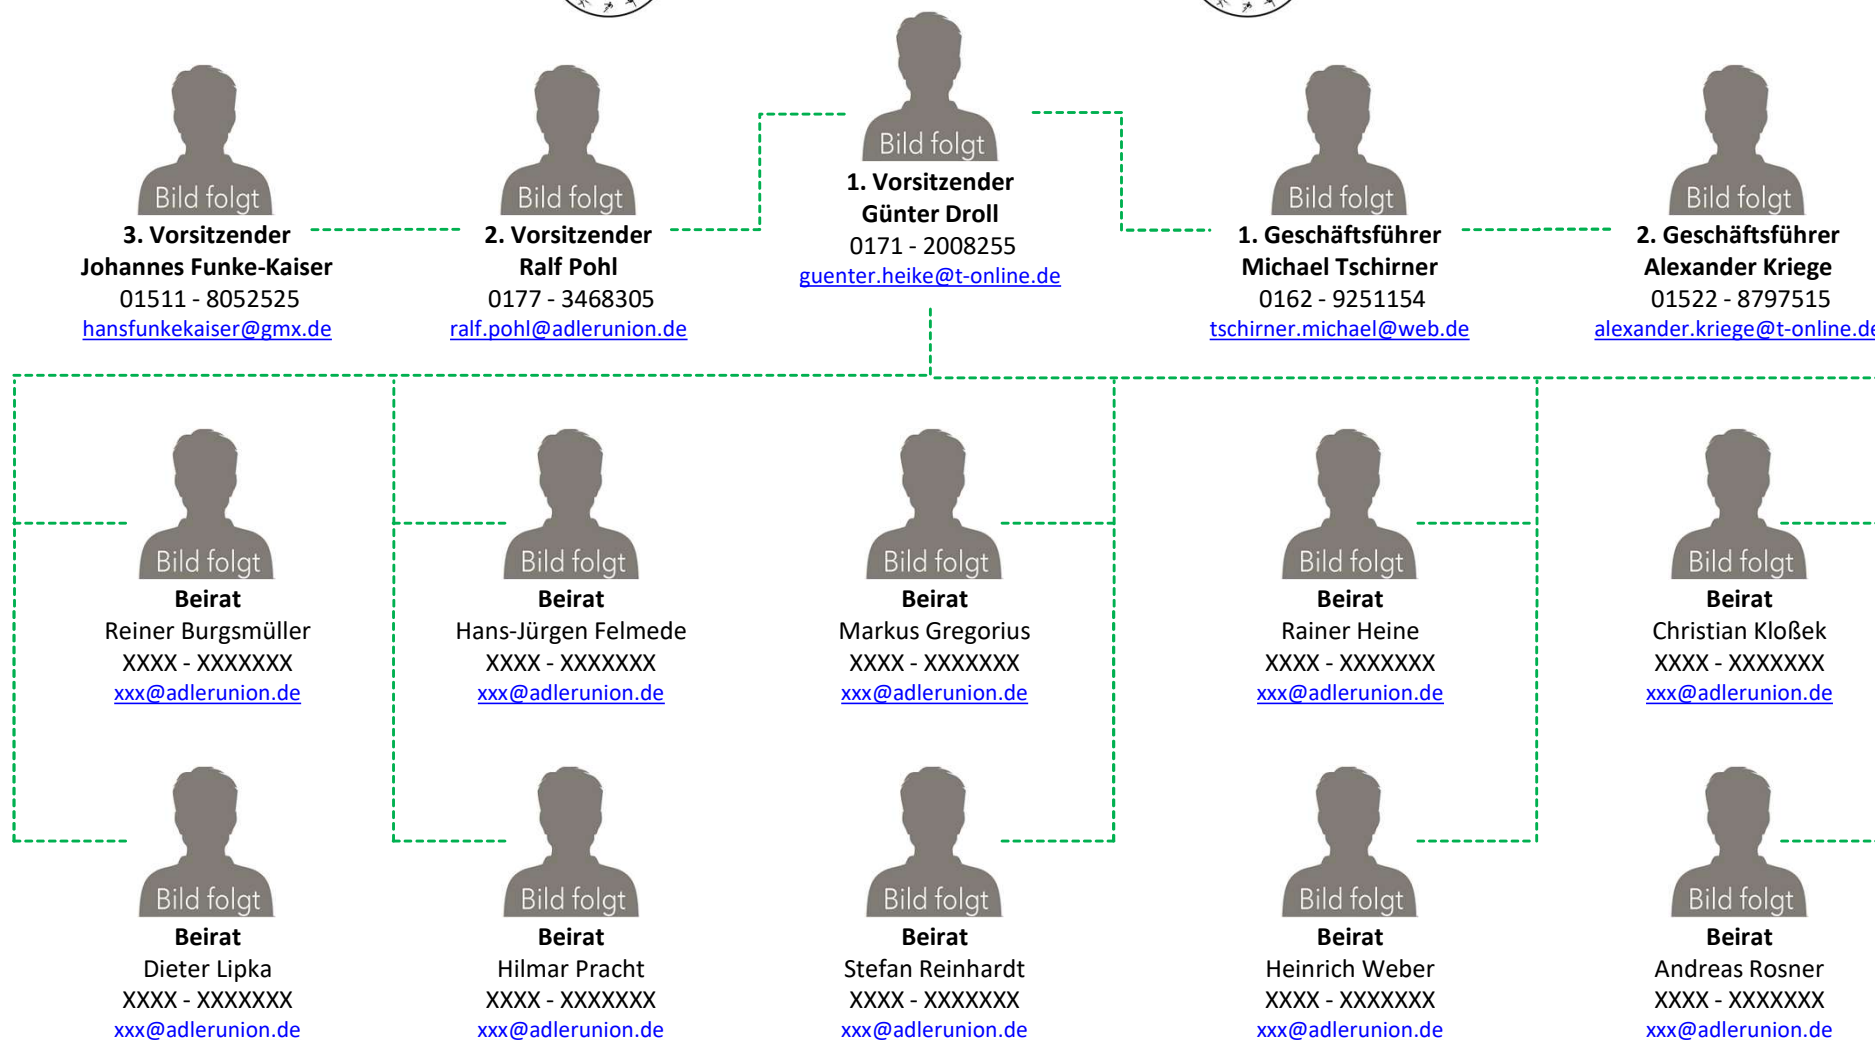 Bild folgt
1. Vorsitzender
Günter Droll
0171 - 2008255
guenter.heike@t-online.de
Bild folgt
3. Vorsitzender
Johannes Funke-Kaiser
01511 - 8052525
hansfunkekaiser@gmx.de
Bild folgt
2. Vorsitzender
Ralf Pohl
0177 - 3468305
ralf.pohl@adlerunion.de
Bild folgt
1. Geschäftsführer
Michael Tschirner
0162 - 9251154
tschirner.michael@web.de
Bild folgt
2. Geschäftsführer
Alexander Kriege
01522 - 8797515
alexander.kriege@t-online.de
Bild folgt
Beirat
Reiner Burgsmüller
XXXX - XXXXXXX
xxx@adlerunion.de
Bild folgt
Beirat
Hans-Jürgen Felmede
XXXX - XXXXXXX
xxx@adlerunion.de
Bild folgt
Beirat
Markus Gregorius
XXXX - XXXXXXX
xxx@adlerunion.de
Bild folgt
Beirat
Rainer Heine
XXXX - XXXXXXX
xxx@adlerunion.de
Bild folgt
Beirat
Christian Kloßek
XXXX - XXXXXXX
xxx@adlerunion.de
Bild folgt
Beirat
Dieter Lipka
XXXX - XXXXXXX
xxx@adlerunion.de
Bild folgt
Beirat
Hilmar Pracht
XXXX - XXXXXXX
xxx@adlerunion.de
Bild folgt
Beirat
Stefan Reinhardt
XXXX - XXXXXXX
xxx@adlerunion.de
Bild folgt
Beirat
Heinrich Weber
XXXX - XXXXXXX
xxx@adlerunion.de
Bild folgt
Beirat
Andreas Rosner
XXXX - XXXXXXX
xxx@adlerunion.de